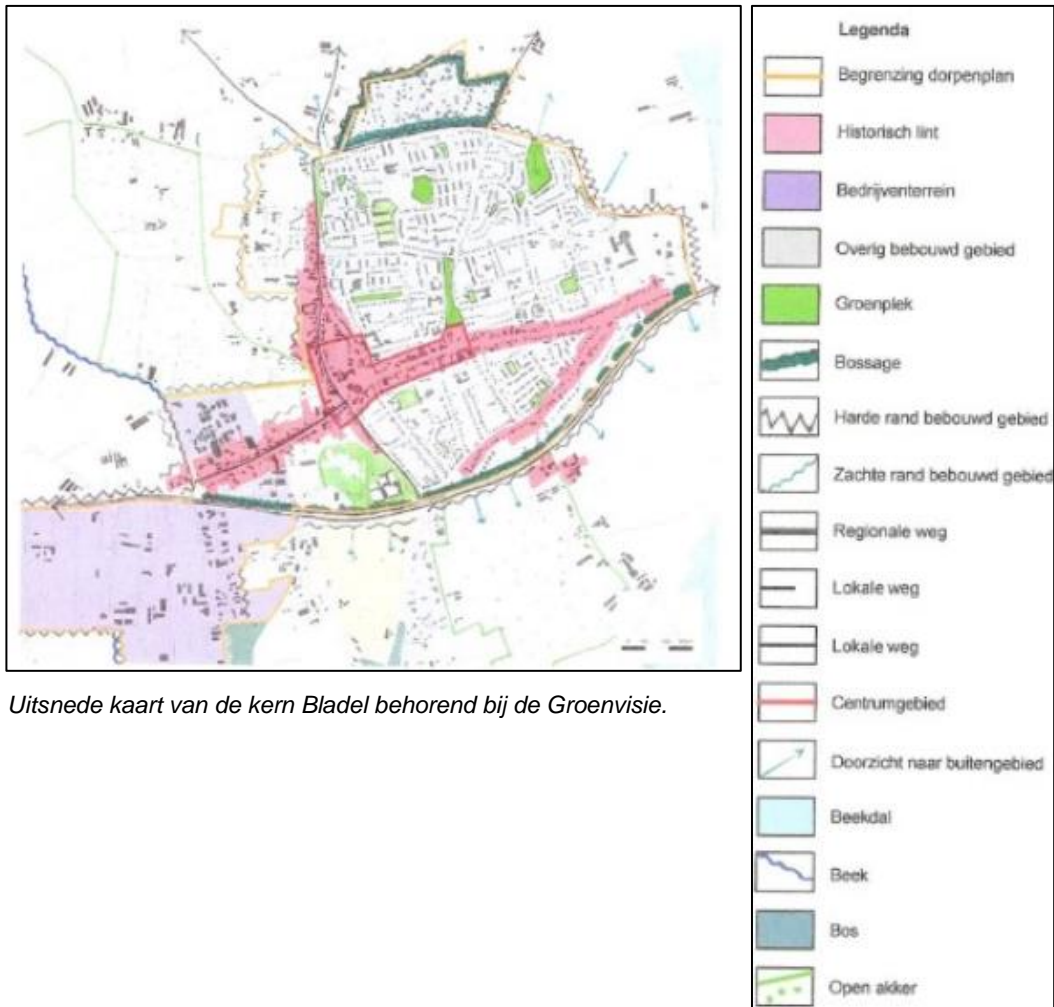 Legenda
Begrenzing dorpenplan
Historisch lint
Bedrijventerrein
Overig bebouwd gebied
Groenplek
Bossage
Harde rand bebouwd gebied
Zachte rand bebouwd gebied
Regionale weg
Lokale weg
Lokale weg
Centrumgebied
Doorzicht naar buitengebied
Beekdal
Beek
Bos
Open akker
Uitsnede kaart van de kern Bladel behorend bij de Groenvisie.